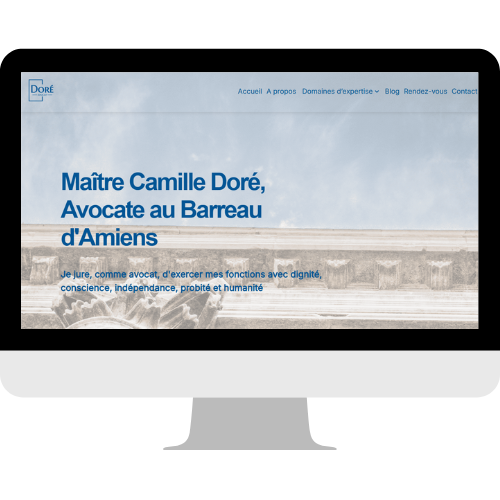 DORÉ
Accueil A propos Domaines d'expertise Blog Rendez-vous Contact
Maître Camille Doré,
Avocate au Barreau
d'Amiens
Je jure, comme avocat, d'exercer mes fonctions avec dignité,
conscience, indépendance, probité et humanité